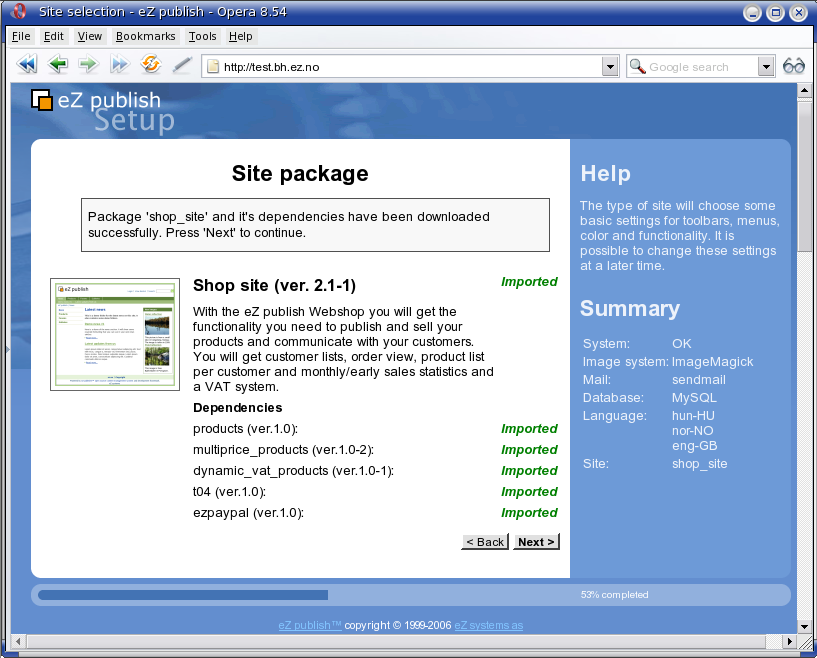 Site selection - eZ publish - Opera 8.54
File Edit View Bookmarks Tools Help
http://test.bh.ez.no
Google search
eZ publish
Setup
Site package
Package 'shop_site' and it's dependencies have been downloaded
successfully. Press 'Next' to continue.
eZ publish
Latest news
Shop site (ver. 2.1-1) Imported
With the eZ publish Webshop you will get the
functionality you need to publish and sell your
products and communicate with your customers.
You will get customer lists, order view, product list
per customer and monthly/early sales statistics and
a VAT system.
Dependencies
products (ver.1.0): Imported
multiprice_products (ver.1.0-2): Imported
dynamic_vat_products (ver.1.0-1): Imported
t04 (ver.1.0): Imported
ezpaypal (ver.1.0): Imported
< Back Next >
Help
The type of site will choose some
basic settings for toolbars, menus,
color and functionality. It is
possible to change these settings
at a later time.
Summary
System: OK
Image system: ImageMagick
Mail: sendmail
Database: MySQL
Language: hun-HU
nor-NO
eng-GB
Site: shop_site
53% completed
eZ publish™ copyright © 1999-2006 eZ systems as